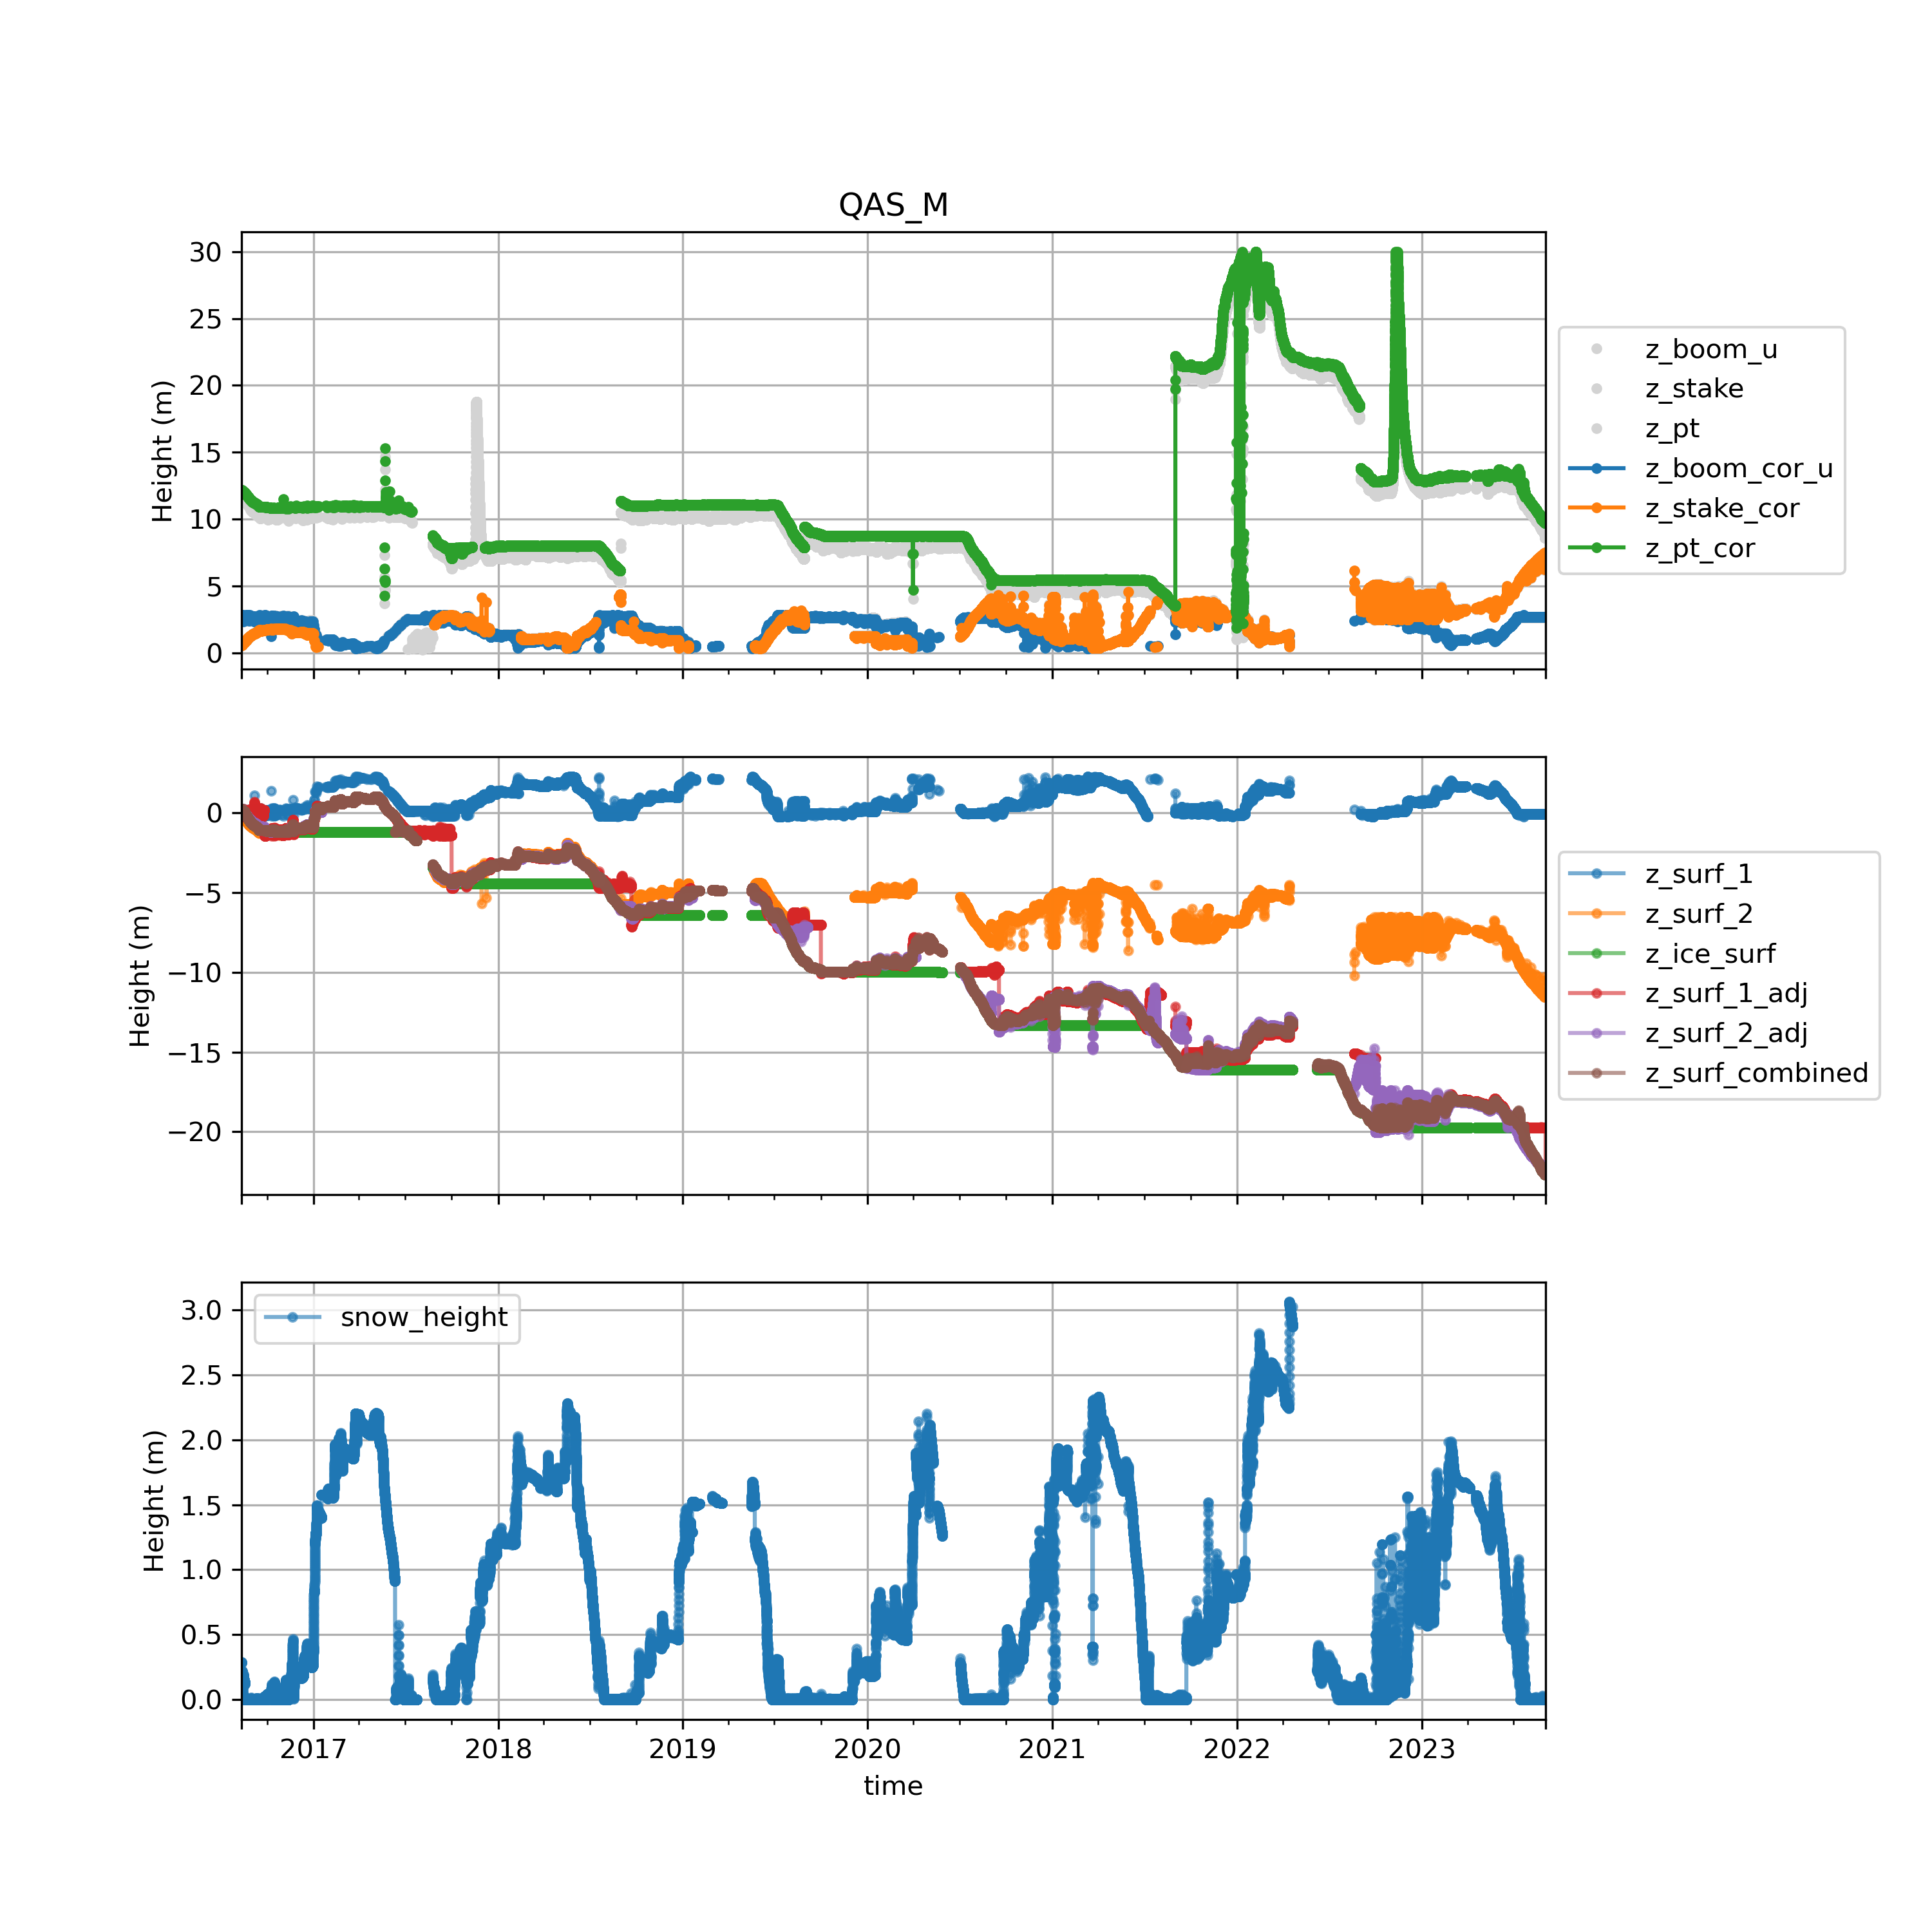 QAS_M
30
25
20
15
10
5
0
Height (m)
z_boom_u
z_stake
z_pt
z_boom_cor_u
z_stake_cor
z_pt_cor
0
−5
−10
−15
−20
Height (m)
z_surf_1
z_surf_2
z_ice_surf
z_surf_1_adj
z_surf_2_adj
z_surf_combined
3.0
2.5
2.0
1.5
1.0
0.5
0.0
Height (m)
snow_height
2017 2018 2019 2020 2021 2022 2023
time